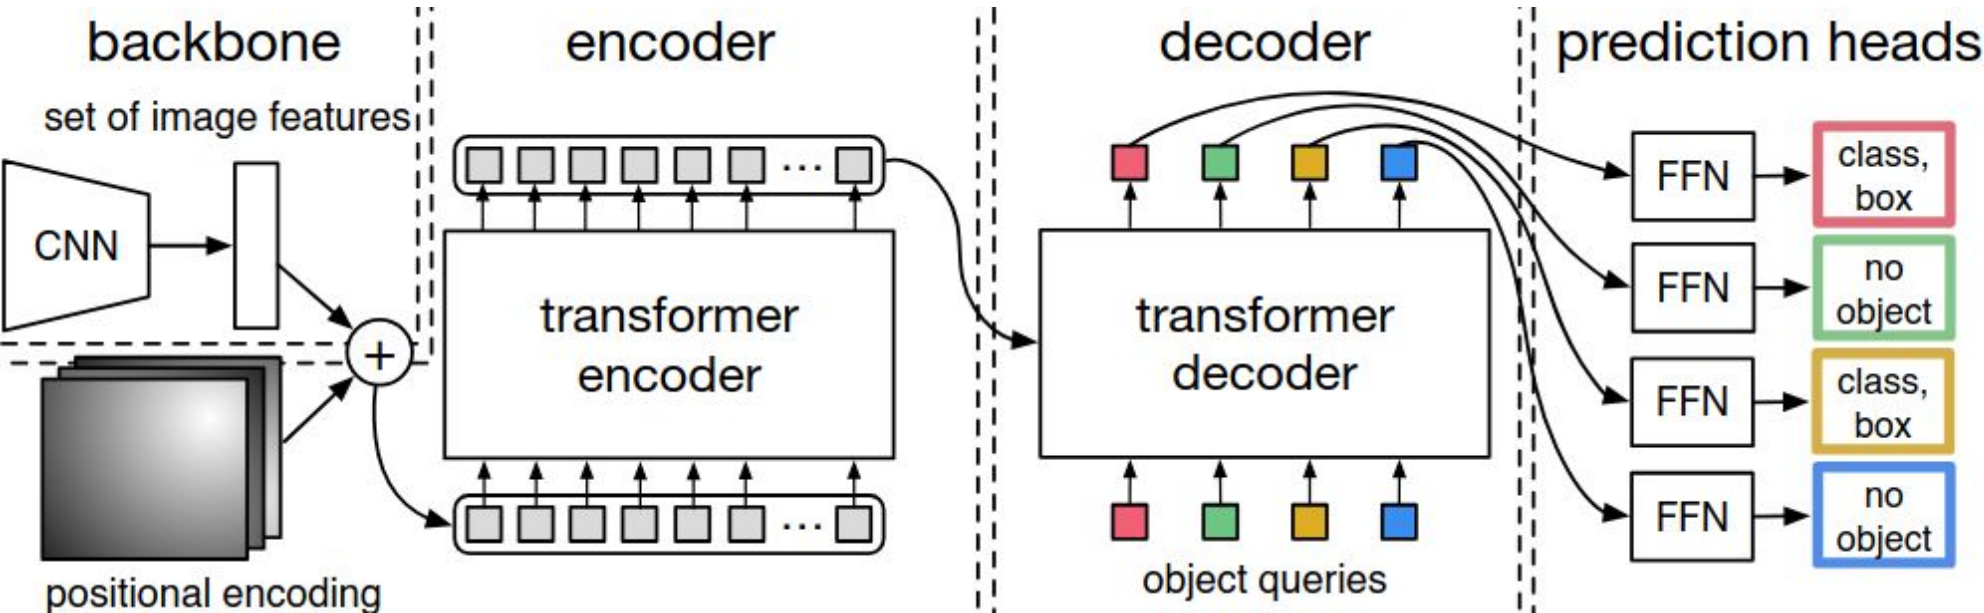 backbone
encoder
decoder
prediction heads
set of image features
CNN
+
positional encoding
...
transformer
encoder
...
transformer
decoder
object queries
FFN
class,
box
FFN
no
object
FFN
class,
box
FFN
no
object